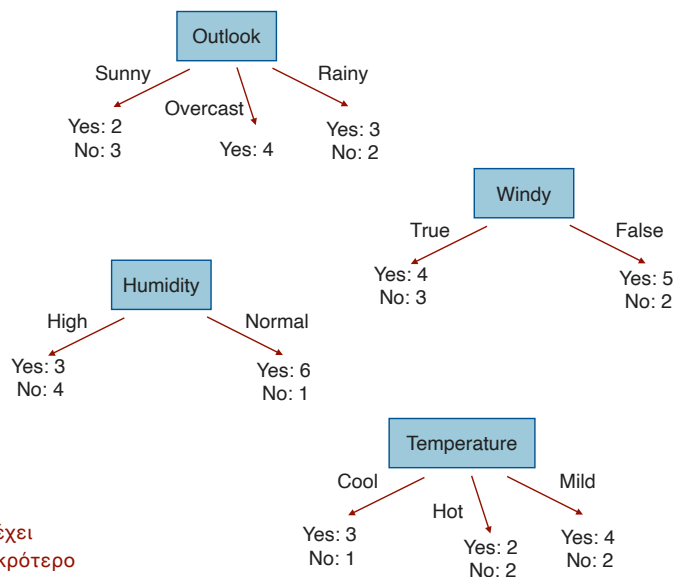 Outlook
Sunny
Overcast
Rainy
Yes: 2
No: 3
Yes: 4
Yes: 3
No: 2
Windy
True
False
Yes: 4
No: 3
Yes: 5
No: 2
Humidity
High
Normal
Yes: 3
No: 4
Yes: 6
No: 1
Temperature
Cool
Hot
Mild
Yes: 3
No: 1
Yes: 2
No: 2
Yes: 4
No: 2